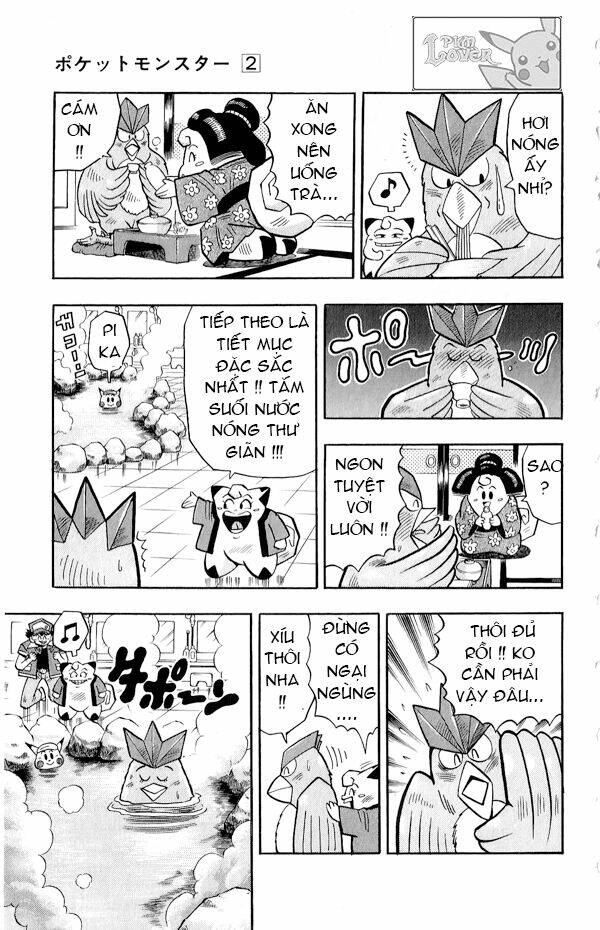 ポケットモンスター 2
PKM
LOVER
HƠI
NÓNG
ẤY
NHỈ?
♪
ĂN
XONG
NÊN
UỐNG
TRÀ...
CÁM
ƠN
!!
ポ〜
TIẾP THEO LÀ
TIẾT MỤC
ĐẶC SẮC
NHẤT !! TẮM
SUỐI NƯỚC
NÓNG THƯ
GIÃN !!!
PI
KA
SAO
?
NGON
TUYỆT
VỜI
LUÔN !!
THÔI ĐỦ
RỒI !! KO
CẦN PHẢI
VẬY ĐÂU...
ĐỪNG
CÓ
NGẠI
NGÙNG
....
XÍU
THÔI
NHA
!!
♪